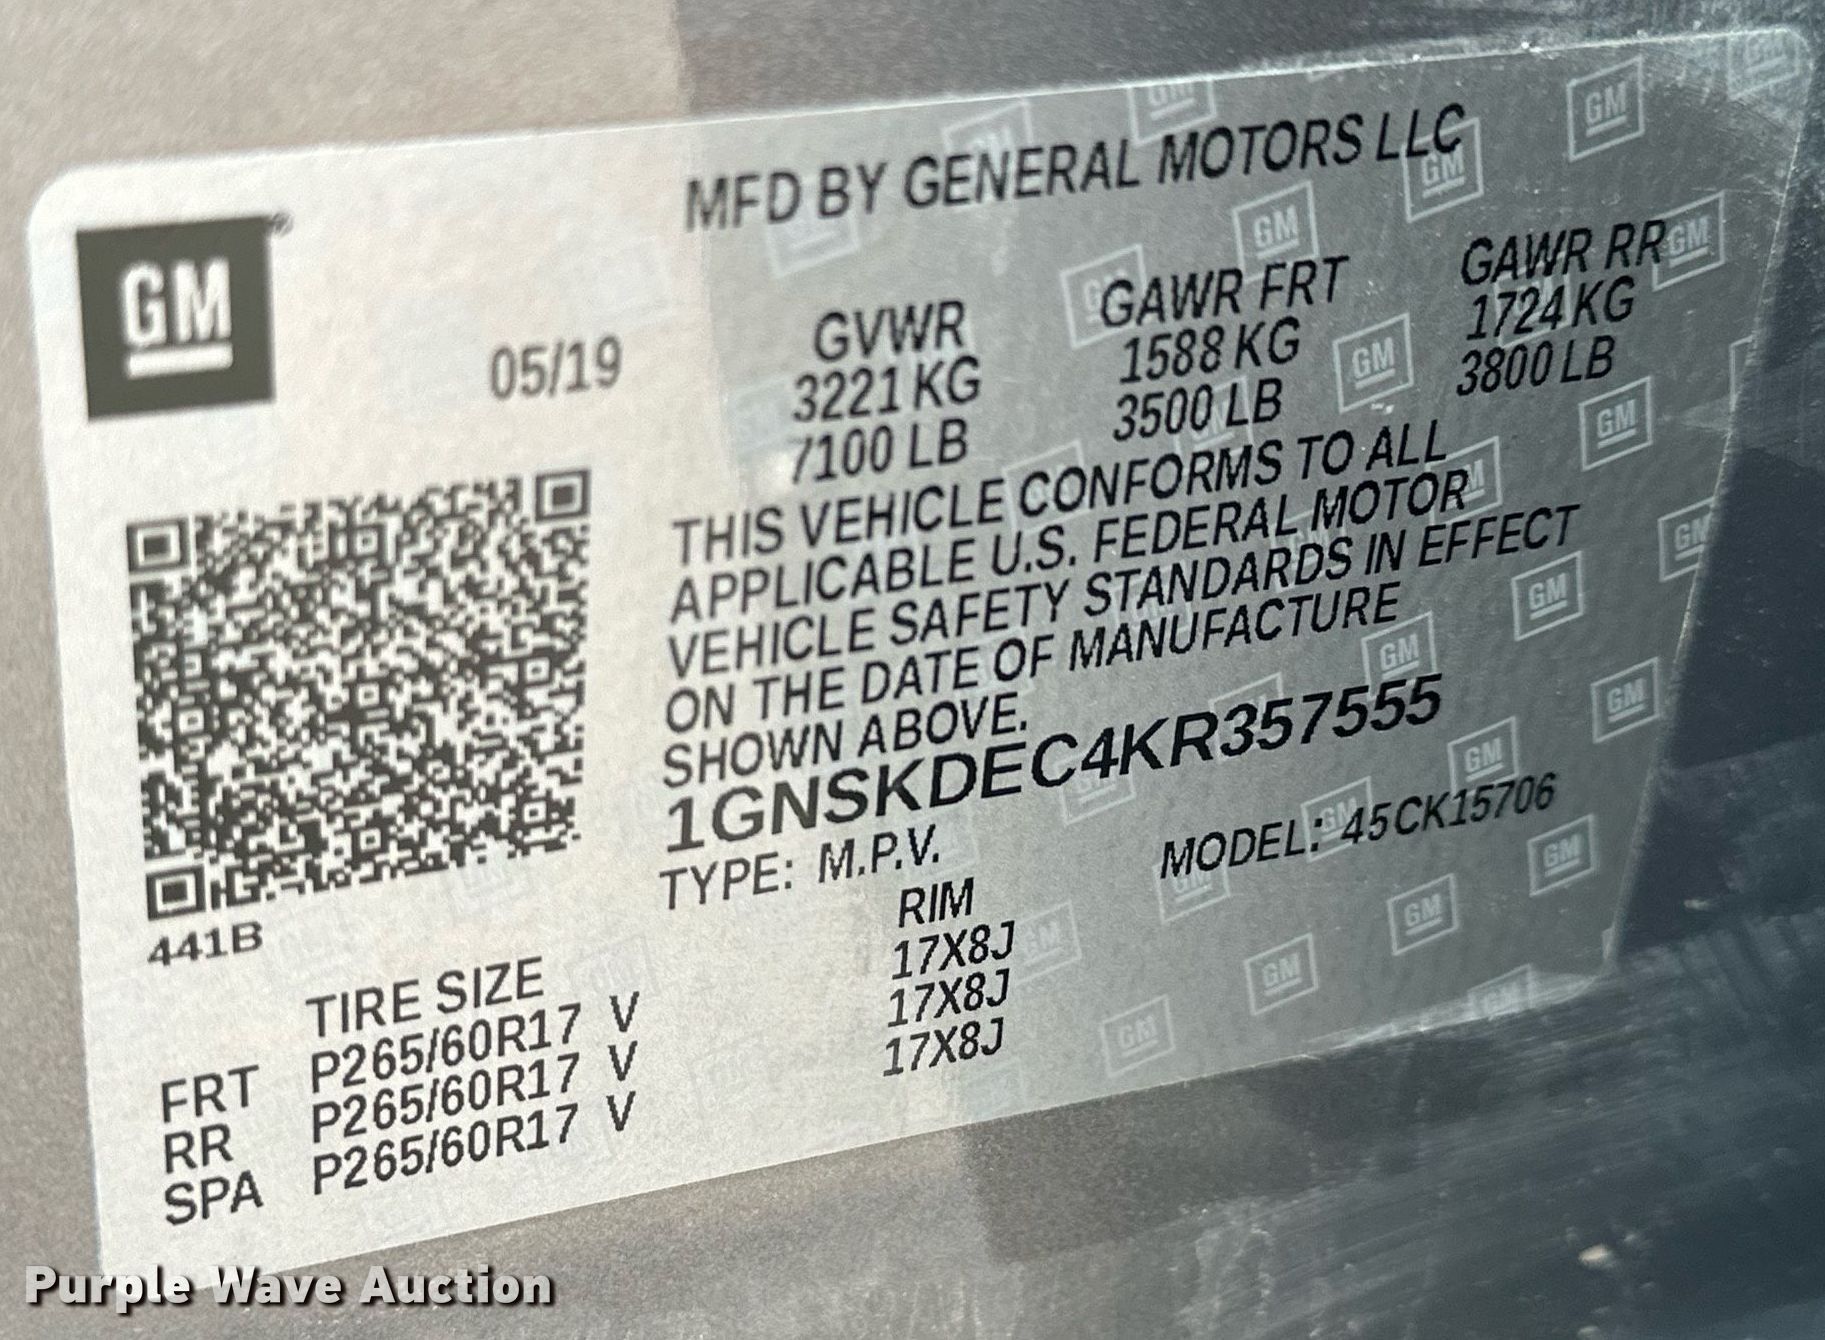 MFD BY GENERAL MOTORS LLC
GM
05/19
GVWR GAWR FRT GAWR RR
3221 KG 1588 KG 1724 KG
7100 LB 3500 LB 3800 LB
THIS VEHICLE CONFORMS TO ALL
APPLICABLE U.S. FEDERAL MOTOR
VEHICLE SAFETY STANDARDS IN EFFECT
ON THE DATE OF MANUFACTURE
SHOWN ABOVE.
1GNSKDEC4KR357555
TYPE: M.P.V. MODEL: 45CK15706
441B
TIRE SIZE RIM
FRT P265/60R17 V 17X8J
RR P265/60R17 V 17X8J
SPA P265/60R17 V 17X8J
Purple Wave Auction